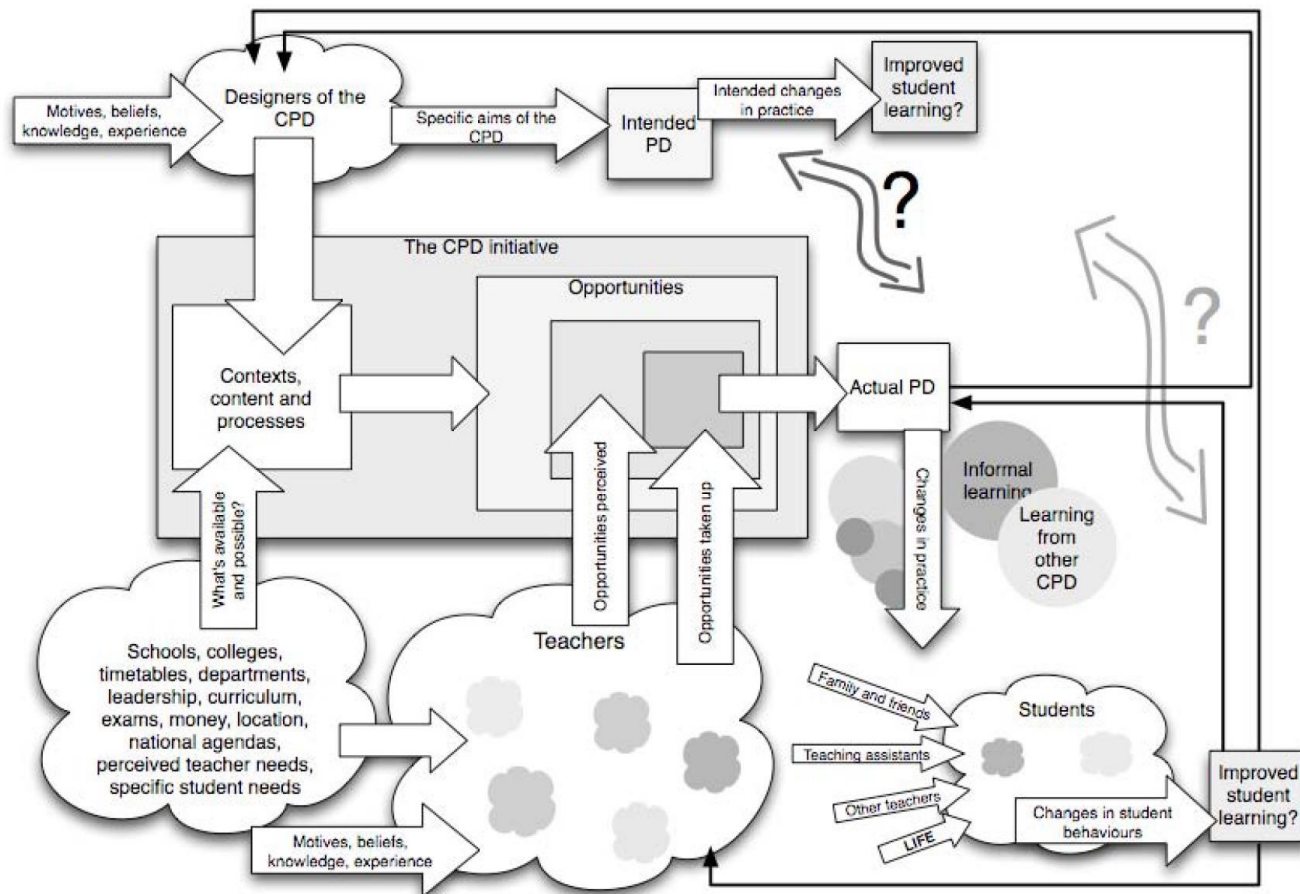 Motives, beliefs,
knowledge, experience
Designers of the
CPD
Specific aims of the
CPD
Intended
PD
Intended changes
in practice
Improved
student
learning?
?
The CPD initiative
Opportunities
?
Contexts,
content and
processes
Actual PD
What's available
and possible?
Opportunities perceived
Opportunities taken up
Changes in practice
Informal
learning
Learning
from
other
CPD
Schools, colleges,
timetables, departments,
leadership, curriculum,
exams, money, location,
national agendas,
perceived teacher needs,
specific student needs
Teachers
Motives, beliefs,
knowledge, experience
Family and friends
Teaching assistants
Other teachers
LIFE
Students
Changes in student
behaviours
Improved
student
learning?